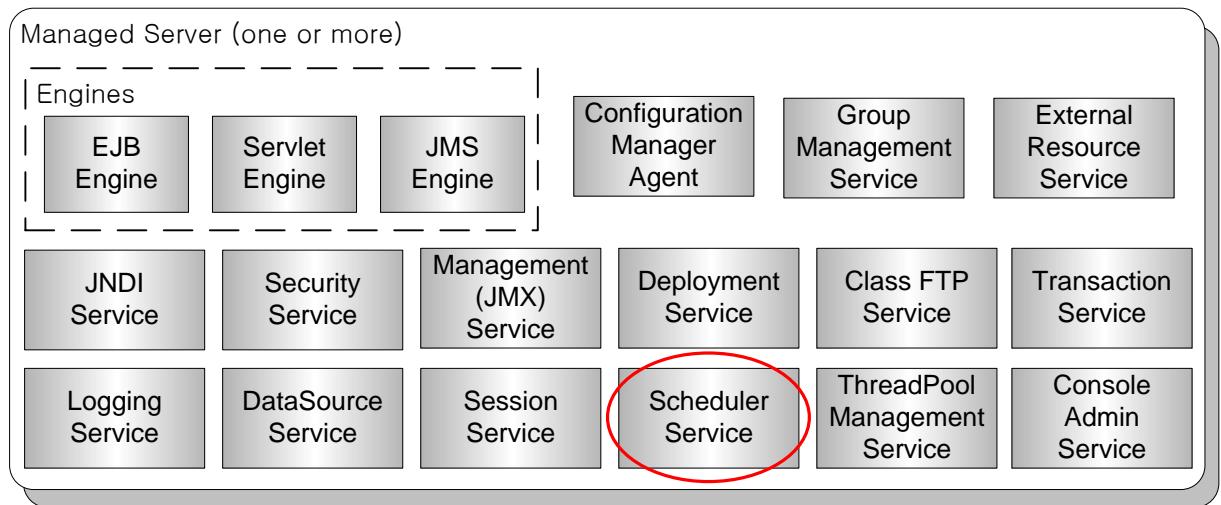 Managed Server (one or more)
Engines
EJB
Engine
Servlet
Engine
JMS
Engine
Configuration
Manager
Agent
Group
Management
Service
External
Resource
Service
JNDI
Service
Security
Service
Management
(JMX)
Service
Deployment
Service
Class FTP
Service
Transaction
Service
Logging
Service
DataSource
Service
Session
Service
Scheduler
Service
ThreadPool
Management
Service
Console
Admin
Service